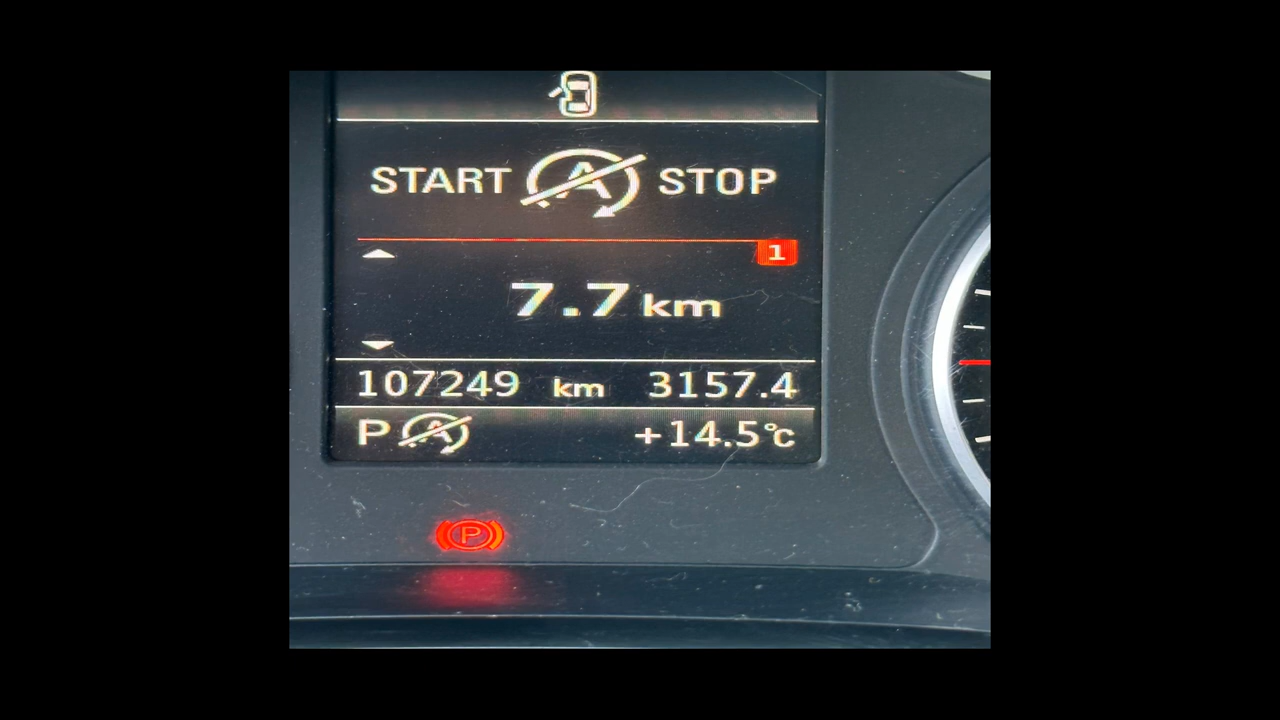 START A STOP
1
7.7 km
107249 km 3157.4
P A +14.5°C
P